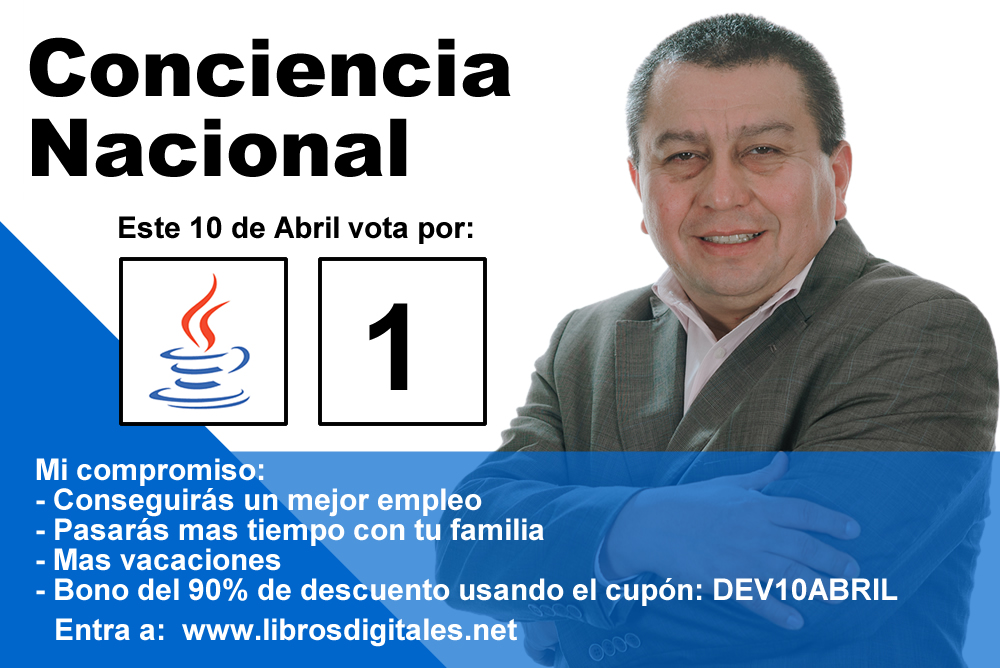 Conciencia
Nacional
Este 10 de Abril vota por:
1
Mi compromiso:
- Conseguirás un mejor empleo
- Pasarás mas tiempo con tu familia
- Mas vacaciones
- Bono del 90% de descuento usando el cupón: DEV10ABRIL
Entra a: www.librosdigitales.net